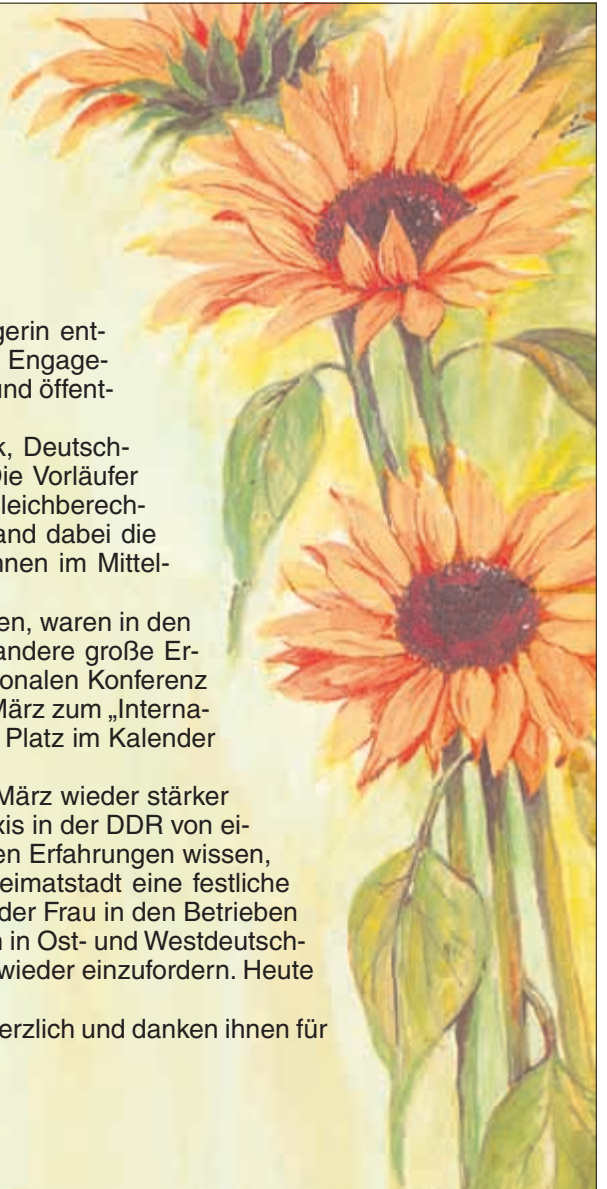 gerin ent-
Engage-
und öffent-
k, Deutsch-
Die Vorläufer
leichberech-
and dabei die
nnen im Mittel-
en, waren in den
andere große Er-
onalen Konferenz
März zum „Interna-
Platz im Kalender
März wieder stärker
xis in der DDR von ei-
en Erfahrungen wissen,
eimatstadt eine festliche
der Frau in den Betrieben
n in Ost- und Westdeutsch-
wieder einzufordern. Heute
erzlich und danken ihnen für